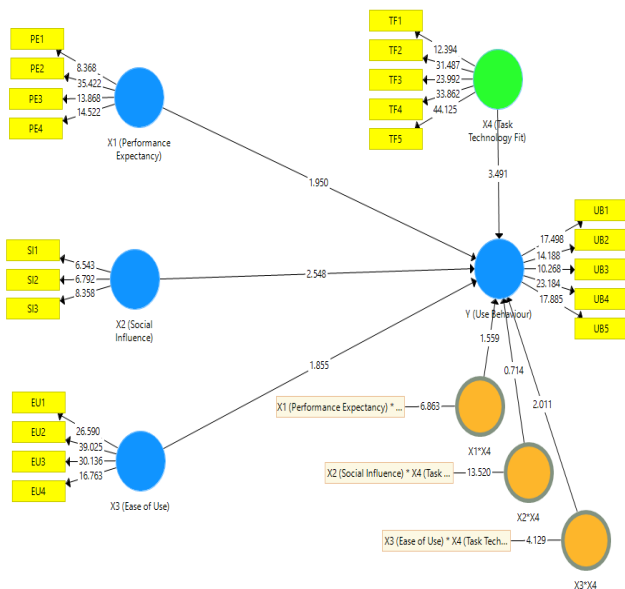 PE1
PE2
PE3
PE4
8.368
35.422
13.868
14.522
X1 (Performance
Expectancy)
TF1
TF2
TF3
TF4
TF5
12.394
31.487
23.992
33.862
44.125
X4 (Task
Technology Fit)
1.950
3.491
SI1
SI2
SI3
6.543
6.792
8.358
X2 (Social
Influence)
2.548
UB1
UB2
UB3
UB4
UB5
17.498
14.188
10.268
23.184
17.885
Y (Use Behaviour)
1.855
EU1
EU2
EU3
EU4
26.590
39.025
30.136
16.763
X3 (Ease of Use)
1.559
0.714
2.011
X1 (Performance Expectancy) * ...
6.863
X1*X4
X2 (Social Influence) * X4 (Task ...
13.520
X2*X4
X3 (Ease of Use) * X4 (Task Tech...
4.129
X3*X4